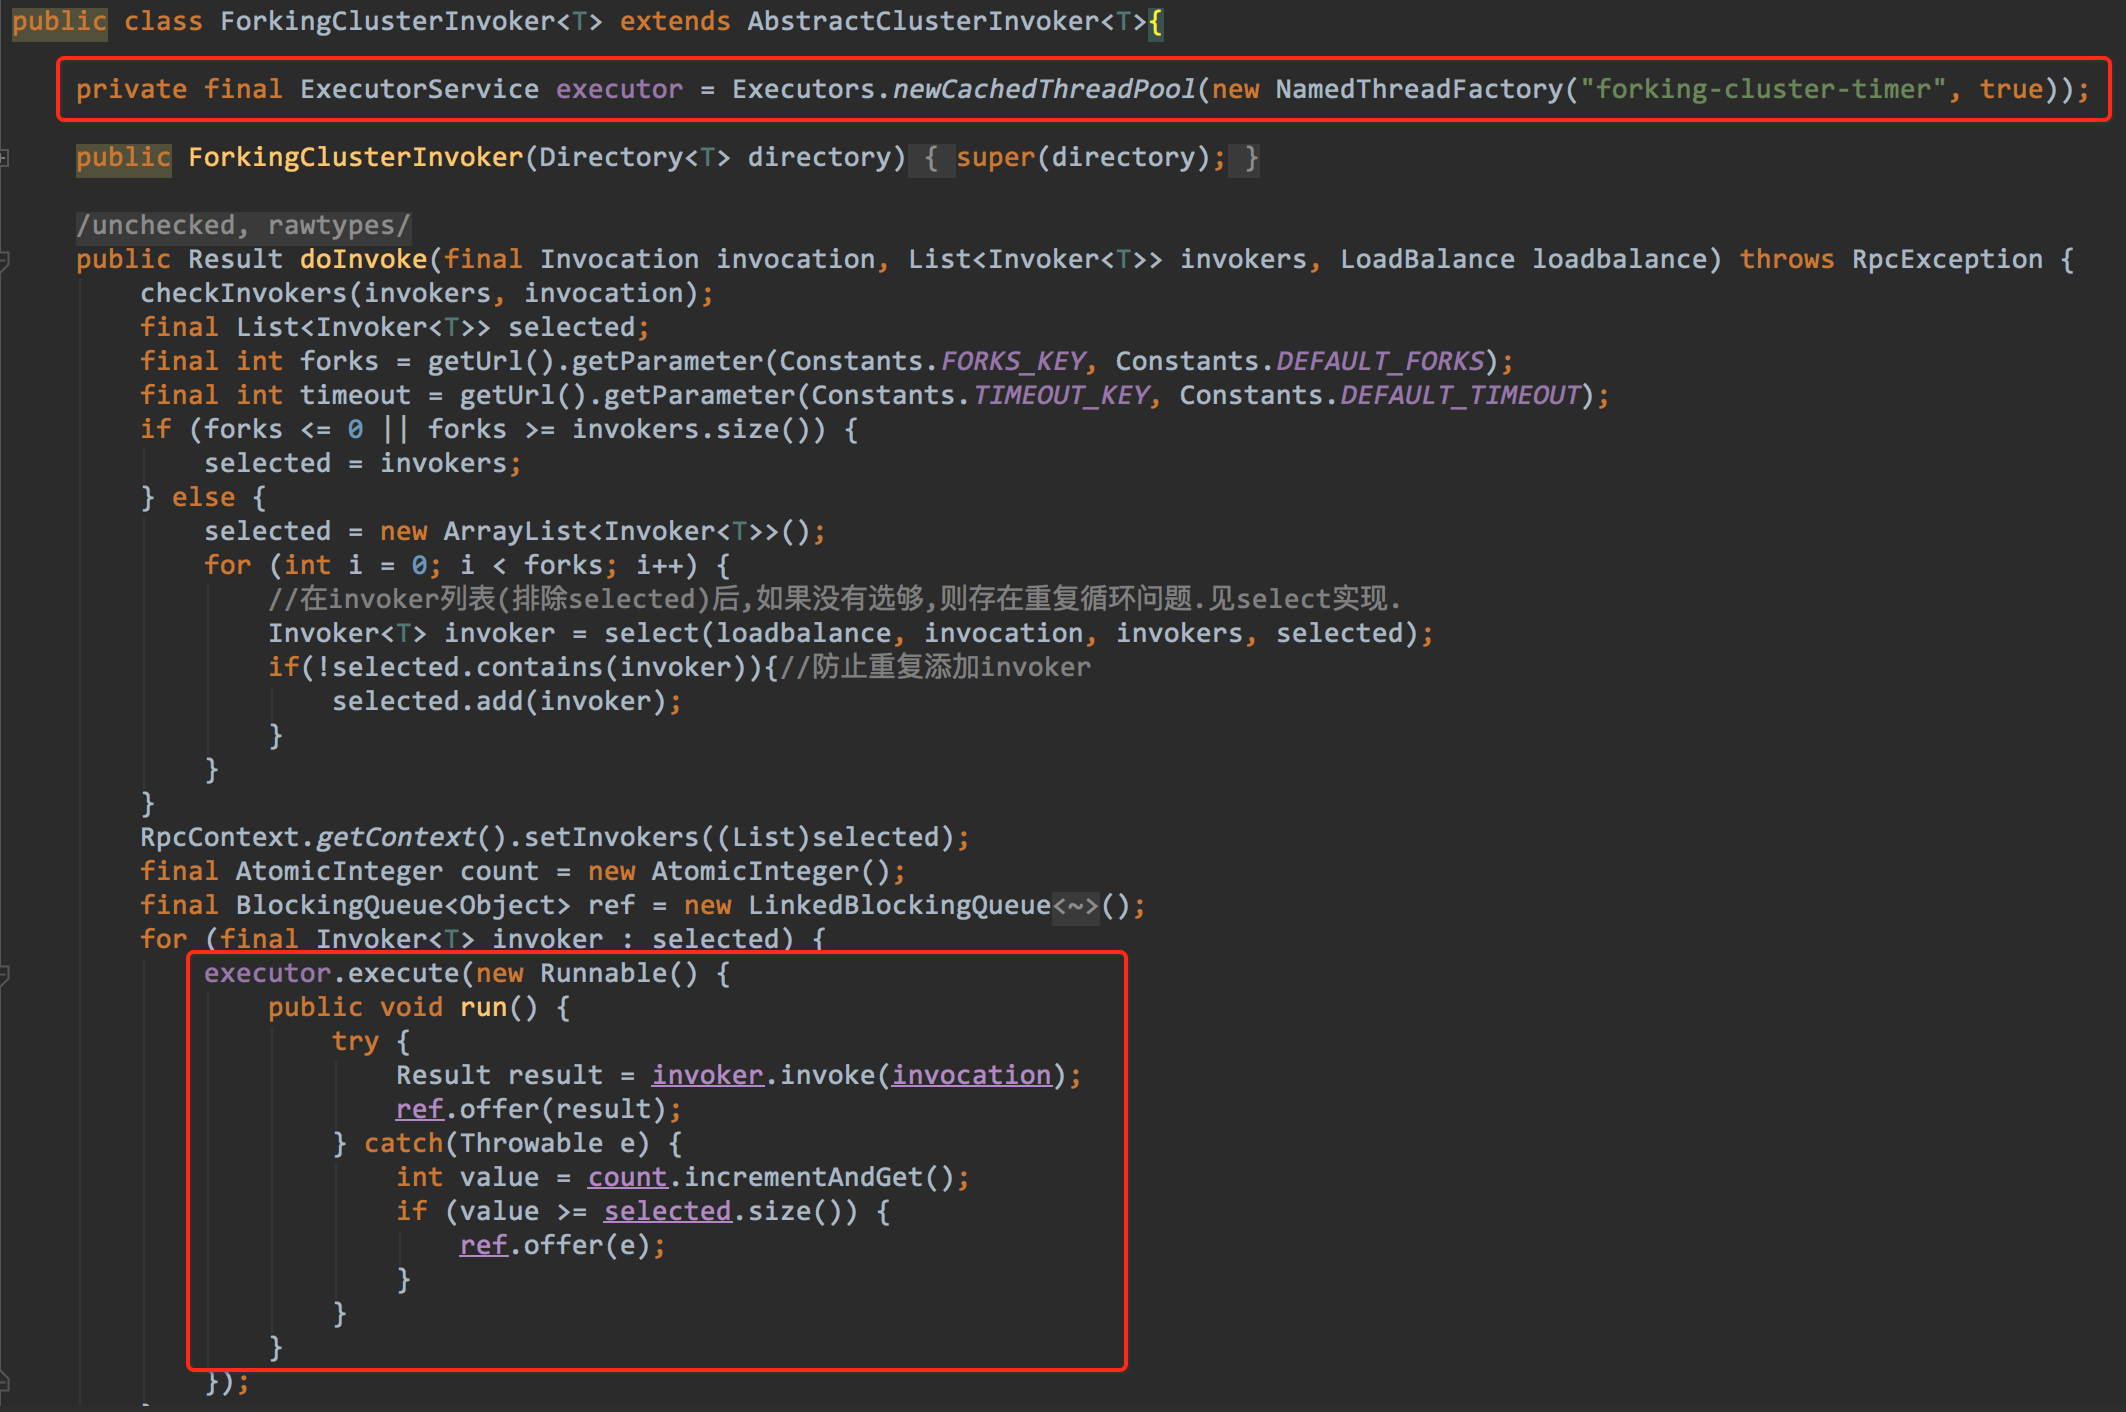 public class ForkingClusterInvoker<T> extends AbstractClusterInvoker<T>{
private final ExecutorService executor = Executors.newCachedThreadPool(new NamedThreadFactory("forking-cluster-timer", true));
public ForkingClusterInvoker(Directory<T> directory) { super(directory); }
/unchecked, rawtypes/
public Result doInvoke(final Invocation invocation, List<Invoker<T>> invokers, LoadBalance loadbalance) throws RpcException {
checkInvokers(invokers, invocation);
final List<Invoker<T>> selected;
final int forks = getUrl().getParameter(Constants.FORKS_KEY, Constants.DEFAULT_FORKS);
final int timeout = getUrl().getParameter(Constants.TIMEOUT_KEY, Constants.DEFAULT_TIMEOUT);
if (forks <= 0 || forks >= invokers.size()) {
selected = invokers;
} else {
selected = new ArrayList<Invoker<T>>();
for (int i = 0; i < forks; i++) {
//在invoker列表(排除selected)后,如果没有选够,则存在重复循环问题.见select实现.
Invoker<T> invoker = select(loadbalance, invocation, invokers, selected);
if(!selected.contains(invoker)){//防止重复添加invoker
selected.add(invoker);
}
}
}
RpcContext.getContext().setInvokers((List)selected);
final AtomicInteger count = new AtomicInteger();
final BlockingQueue<Object> ref = new LinkedBlockingQueue<~>();
for (final Invoker<T> invoker : selected) {
executor.execute(new Runnable() {
public void run() {
try {
Result result = invoker.invoke(invocation);
ref.offer(result);
} catch(Throwable e) {
int value = count.incrementAndGet();
if (value >= selected.size()) {
ref.offer(e);
}
}
}
});